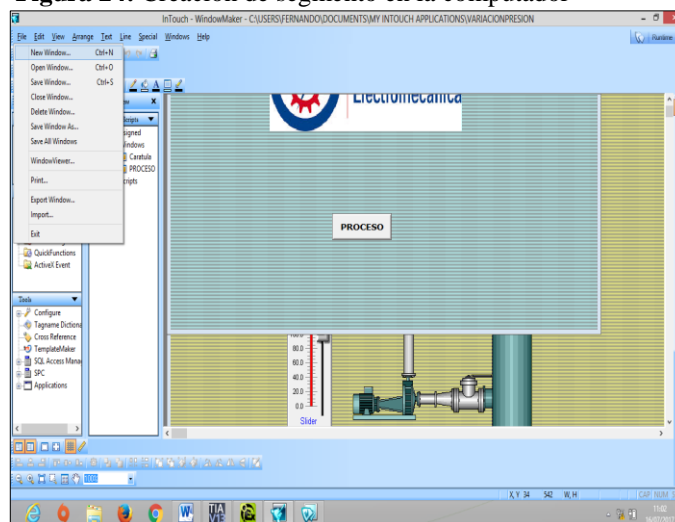 Figura 24. Creación de segmento en la computador
InTouch - WindowMaker - C:\USERS\FERNANDO\DOCUMENTS\MY INTOUCH APPLICATIONS\VARIACIONPRESION
File Edit View Arrange Text Line Special Windows Help
Runtime
New Window... Ctrl+N
Open Window... Ctrl+O
Save Window... Ctrl+S
Close Window...
Delete Window...
Save Window As...
Save All Windows
WindowViewer...
Print...
Export Window...
Import...
Exit
Caratula
PROCESO
QuickFunctions
ActiveX Event
Tools
Configure
Tagname Dictiona
Cross Reference
TemplateMaker
SQL Access Mana
SPC
Applications
Electromecánica
PROCESO
80.0
60.0
40.0
20.0
0.0
Slider
100%
X, Y 34 542 W, H
CAP NUM
TIA
V13
11:02